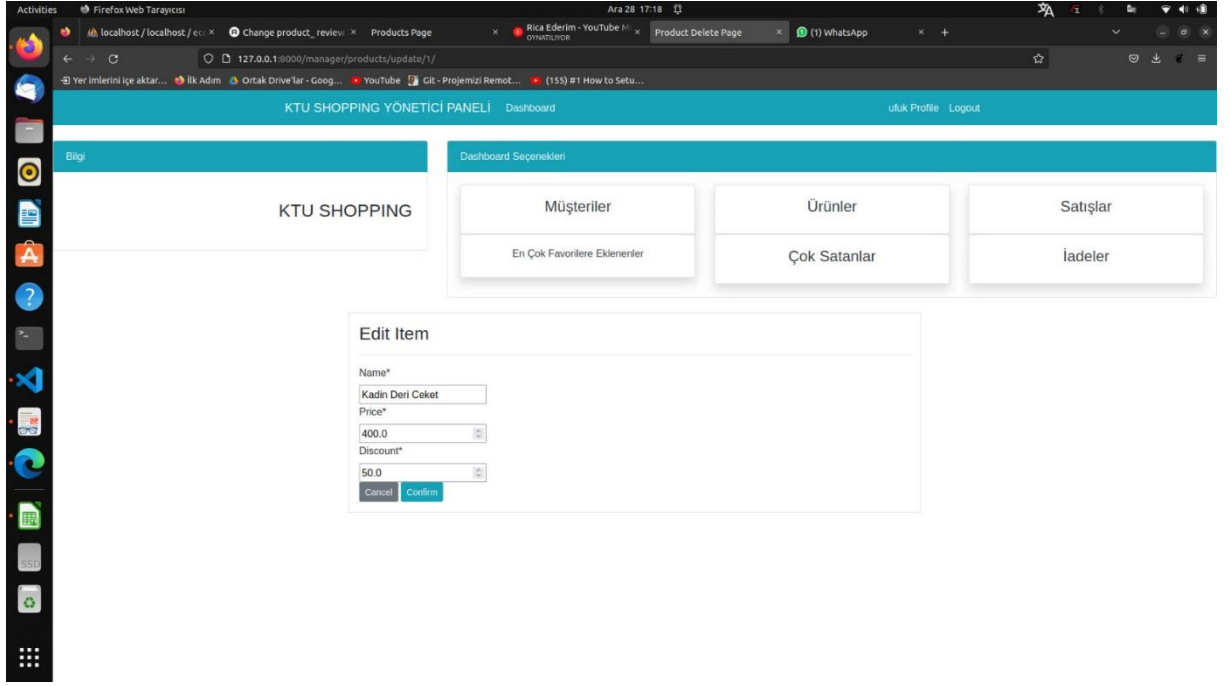 Activities Firefox Web Tarayıcısı Ara 28 17:18
localhost / localhost / ec Change product_review Products Page Rica Ederim - YouTube M Product Delete Page (1) WhatsApp
OYNATILIYOR
127.0.0.1:8000/manager/products/update/1/
Yer imlerini içe aktar... İlk Adım Ortak Drive'lar - Goog... YouTube Git - Projemizi Remot... (155) #1 How to Setu...
KTU SHOPPING YÖNETİCİ PANELİ Dashboard ufuk Profile Logout
Bilgi Dashboard Seçenekleri
KTU SHOPPING Müşteriler Ürünler Satışlar
En Çok Favorilere Eklenenler Çok Satanlar İadeler
Edit Item
Name*
Kadin Deri Ceket
Price*
400.0
Discount*
50.0
Cancel Confirm
SSD